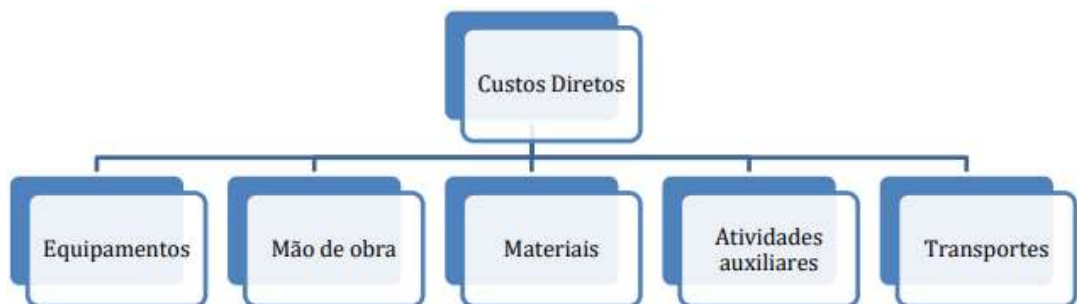 Custos Diretos
Equipamentos
Mão de obra
Materiais
Atividades
auxiliares
Transportes